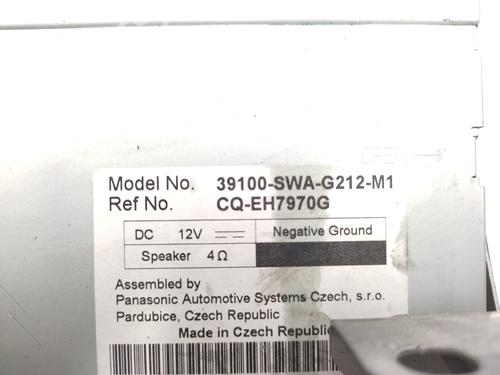 OPEN →
Model No. 39100-SWA-G212-M1
Ref No. CQ-EH7970G
DC 12V ⎓ Negative Ground
Speaker 4Ω
Assembled by
Panasonic Automotive Systems Czech, s.r.o.
Pardubice, Czech Republic
Made in Czech Republic